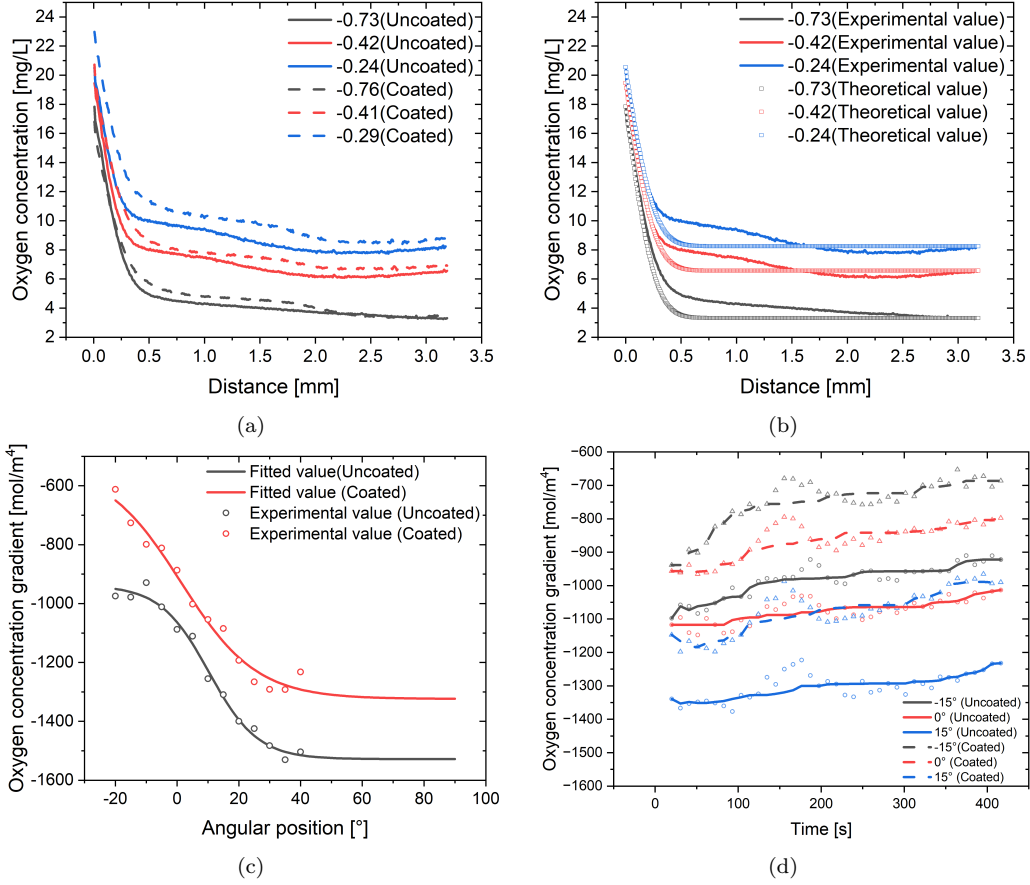 24
22
20
18
16
14
12
10
8
6
4
2
Oxygen concentration [mg/L]
-0.73(Uncoated)
-0.42(Uncoated)
-0.24(Uncoated)
-0.76(Coated)
-0.41(Coated)
-0.29(Coated)
0.0 0.5 1.0 1.5 2.0 2.5 3.0 3.5
Distance [mm]
(a)
24
22
20
18
16
14
12
10
8
6
4
2
Oxygen concentration [mg/L]
-0.73(Experimental value)
-0.42(Experimental value)
-0.24(Experimental value)
-0.73(Theoretical value)
-0.42(Theoretical value)
-0.24(Theoretical value)
0.0 0.5 1.0 1.5 2.0 2.5 3.0 3.5
Distance [mm]
(b)
-600
-800
-1000
-1200
-1400
-1600
Oxygen concentration gradient [mol/m⁴]
Fitted value(Uncoated)
Fitted value (Coated)
Experimental value (Uncoated)
Experimental value (Coated)
-20 0 20 40 60 80 100
Angular position [°]
(c)
−600
−700
−800
−900
−1000
−1100
−1200
−1300
−1400
−1500
−1600
Oxygen concentration gradient [mol/m⁴]
-15° (Uncoated)
0° (Uncoated)
15° (Uncoated)
-15°(Coated)
0° (Coated)
15° (Coated)
0 100 200 300 400
Time [s]
(d)